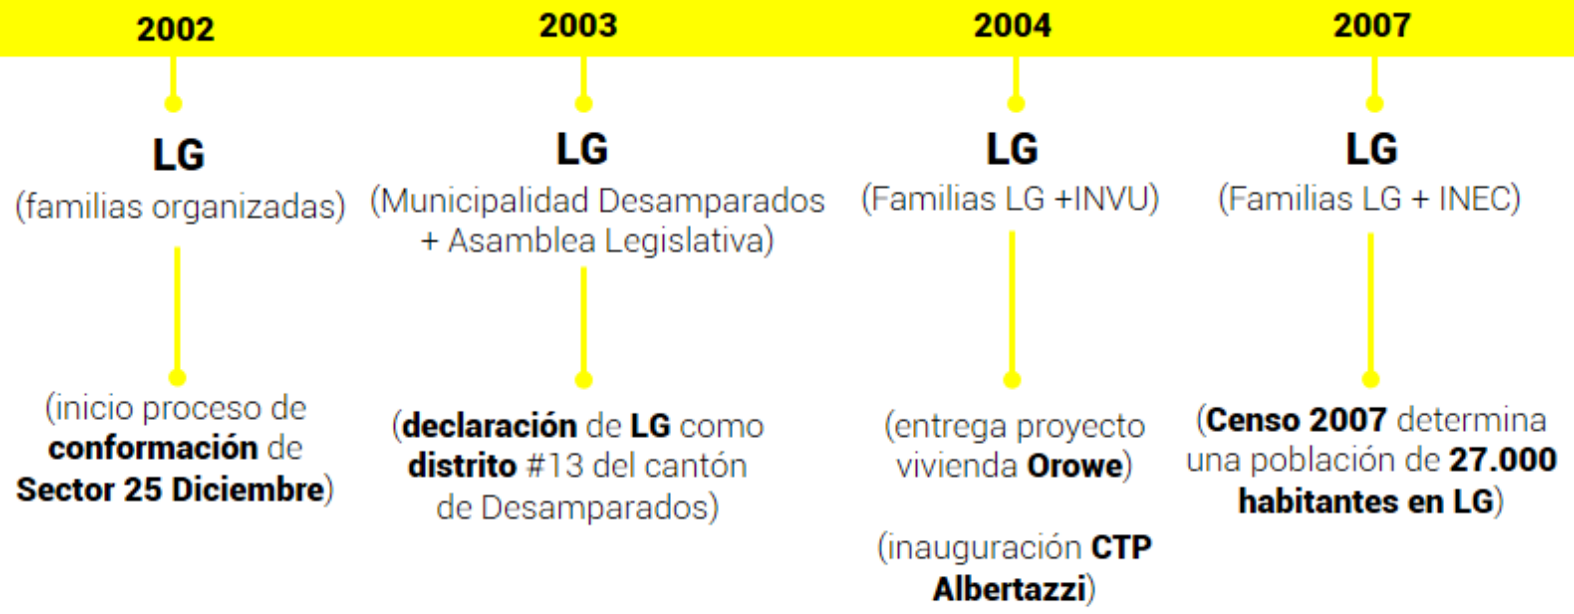 2002
LG
(familias organizadas)
(inicio proceso de
conformación de
Sector 25 Diciembre)
2003
LG
(Municipalidad Desamparados
+ Asamblea Legislativa)
(declaración de LG como
distrito #13 del cantón
de Desamparados)
2004
LG
(Familias LG +INVU)
(entrega proyecto
vivienda Orowe)
(inauguración CTP
Albertazzi)
2007
LG
(Familias LG + INEC)
(Censo 2007 determina
una población de 27.000
habitantes en LG)